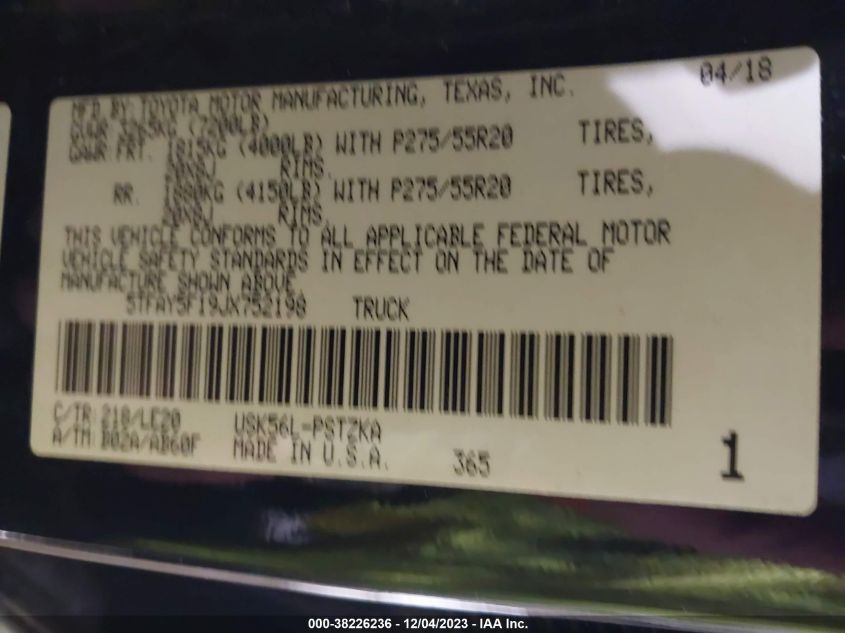 04/18
MFD BY: TOYOTA MOTOR MANUFACTURING, TEXAS, INC.
GVWR 3265KG (7200LB)
GAWR FRT. 1815KG (4000LB) WITH P275/55R20 TIRES,
20X8J RIMS.
RR. 1880KG (4150LB) WITH P275/55R20 TIRES,
20X8J RIMS.
THIS VEHICLE CONFORMS TO ALL APPLICABLE FEDERAL MOTOR
VEHICLE SAFETY STANDARDS IN EFFECT ON THE DATE OF
MANUFACTURE SHOWN ABOVE.
5TFAY5F19JX752198 TRUCK
C/TR: 218/LE20 USK56L-PSTZKA
A/TM: B02A/AB60F MADE IN U.S.A. 365
1
000-38226236 - 12/04/2023 - IAA Inc.